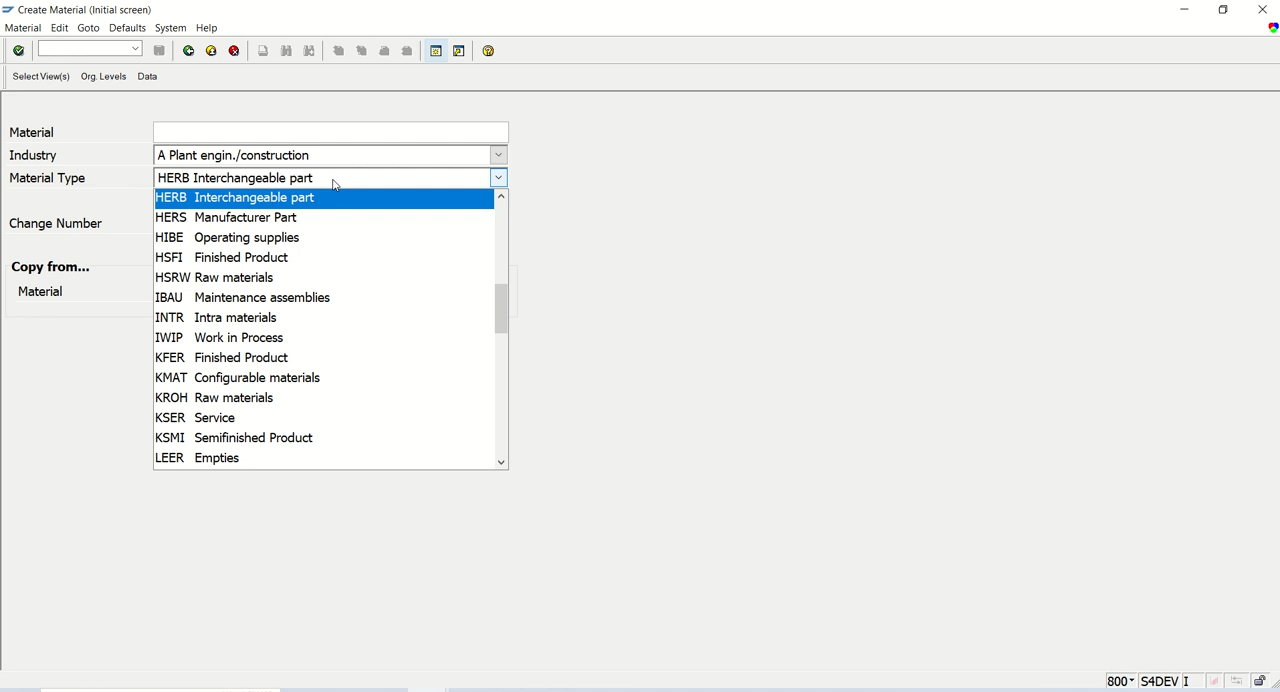 Create Material (Initial screen)
Material Edit Goto Defaults System Help
Select View(s) Org. Levels Data
Material
Industry A Plant engin./construction
Material Type HERB Interchangeable part
HERB Interchangeable part
HERS Manufacturer Part
Change Number
HIBE Operating supplies
HSFI Finished Product
Copy from...
HSRW Raw materials
Material
IBAU Maintenance assemblies
INTR Intra materials
IWIP Work in Process
KFER Finished Product
KMAT Configurable materials
KROH Raw materials
KSER Service
KSMI Semifinished Product
LEER Empties
800 S4DEV I